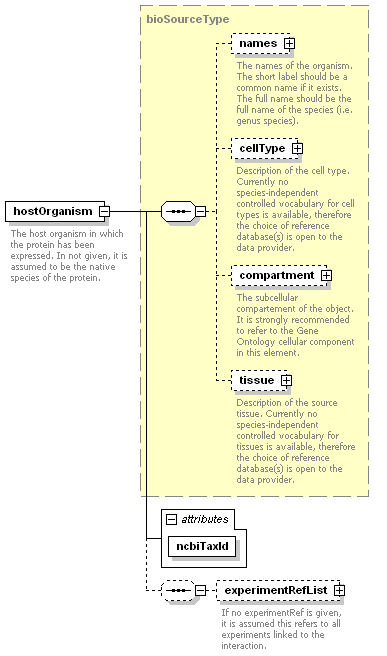 bioSourceType
names
The names of the organism.
The short label should be a
common name if it exists.
The full name should be the
full name of the species (i.e.
genus species).
cellType
Description of the cell type.
Currently no
species-independent
controlled vocabulary for cell
types is available, therefore
the choice of reference
database(s) is open to the
data provider.
hostOrganism
The host organism in which
the protein has been
expressed. In not given, it is
assumed to be the native
species of the protein.
compartment
The subcellular
compartement of the object.
It is strongly recommended
to refer to the Gene
Ontology cellular component
in this element.
tissue
Description of the source
tissue. Currently no
species-independent
controlled vocabulary for
tissues is available, therefore
the choice of reference
database(s) is open to the
data provider.
attributes
ncbiTaxId
experimentRefList
If no experimentRef is given,
it is assumed this refers to all
experiments linked to the
interaction.